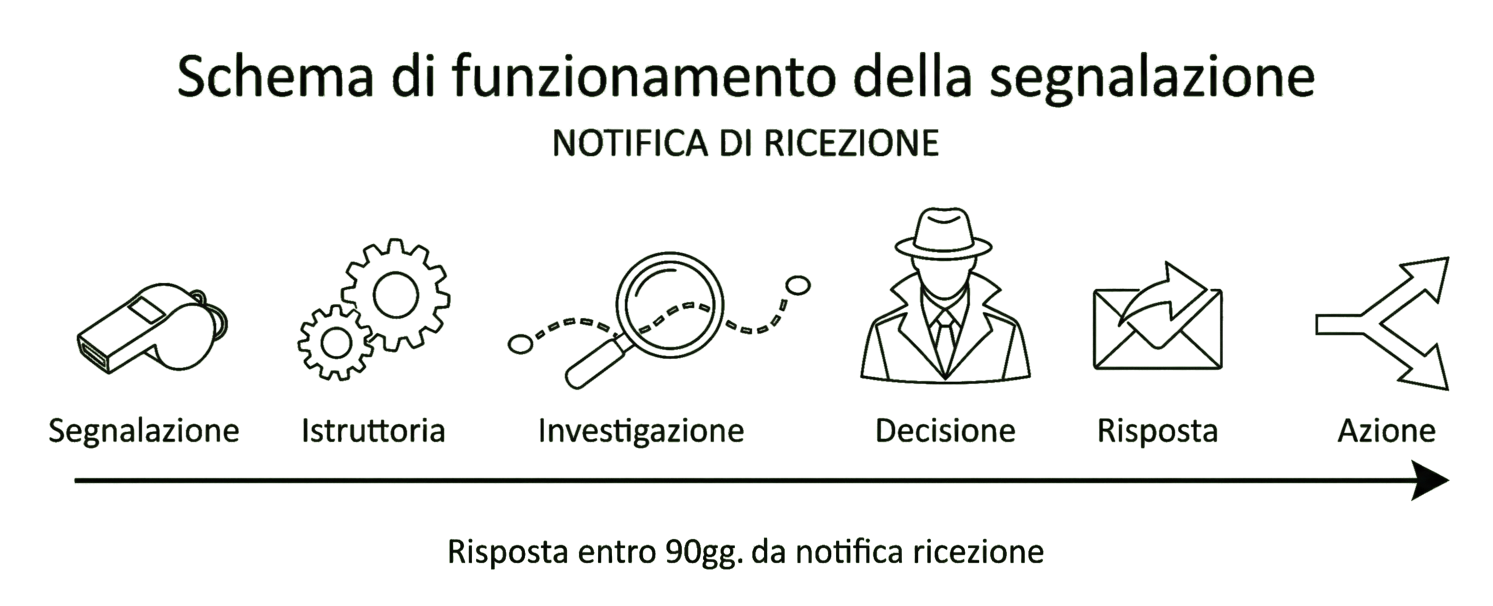 Schema di funzionamento della segnalazione
NOTIFICA DI RICEZIONE
Segnalazione Istruttoria Investigazione Decisione Risposta Azione
Risposta entro 90gg. da notifica ricezione